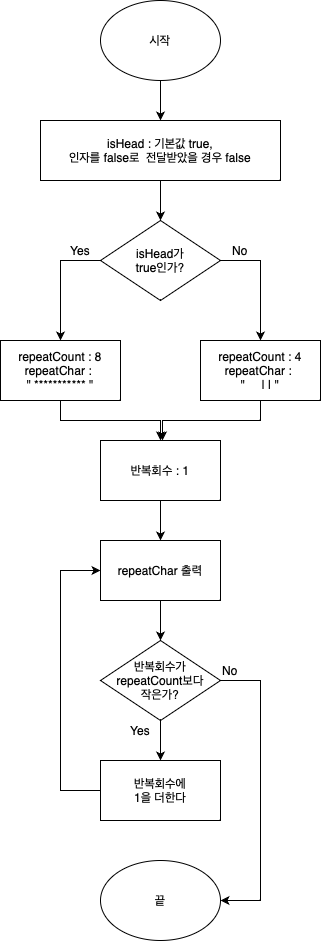 시작
isHead : 기본값 true,
인자를 false로 전달받았을 경우 false
isHead가
true인가?
Yes
No
repeatCount : 8
repeatChar :
" *********** "
repeatCount : 4
repeatChar :
"     | | "
반복회수 : 1
repeatChar 출력
반복회수가
repeatCount보다
작은가?
No
Yes
반복회수에
1을 더한다
끝